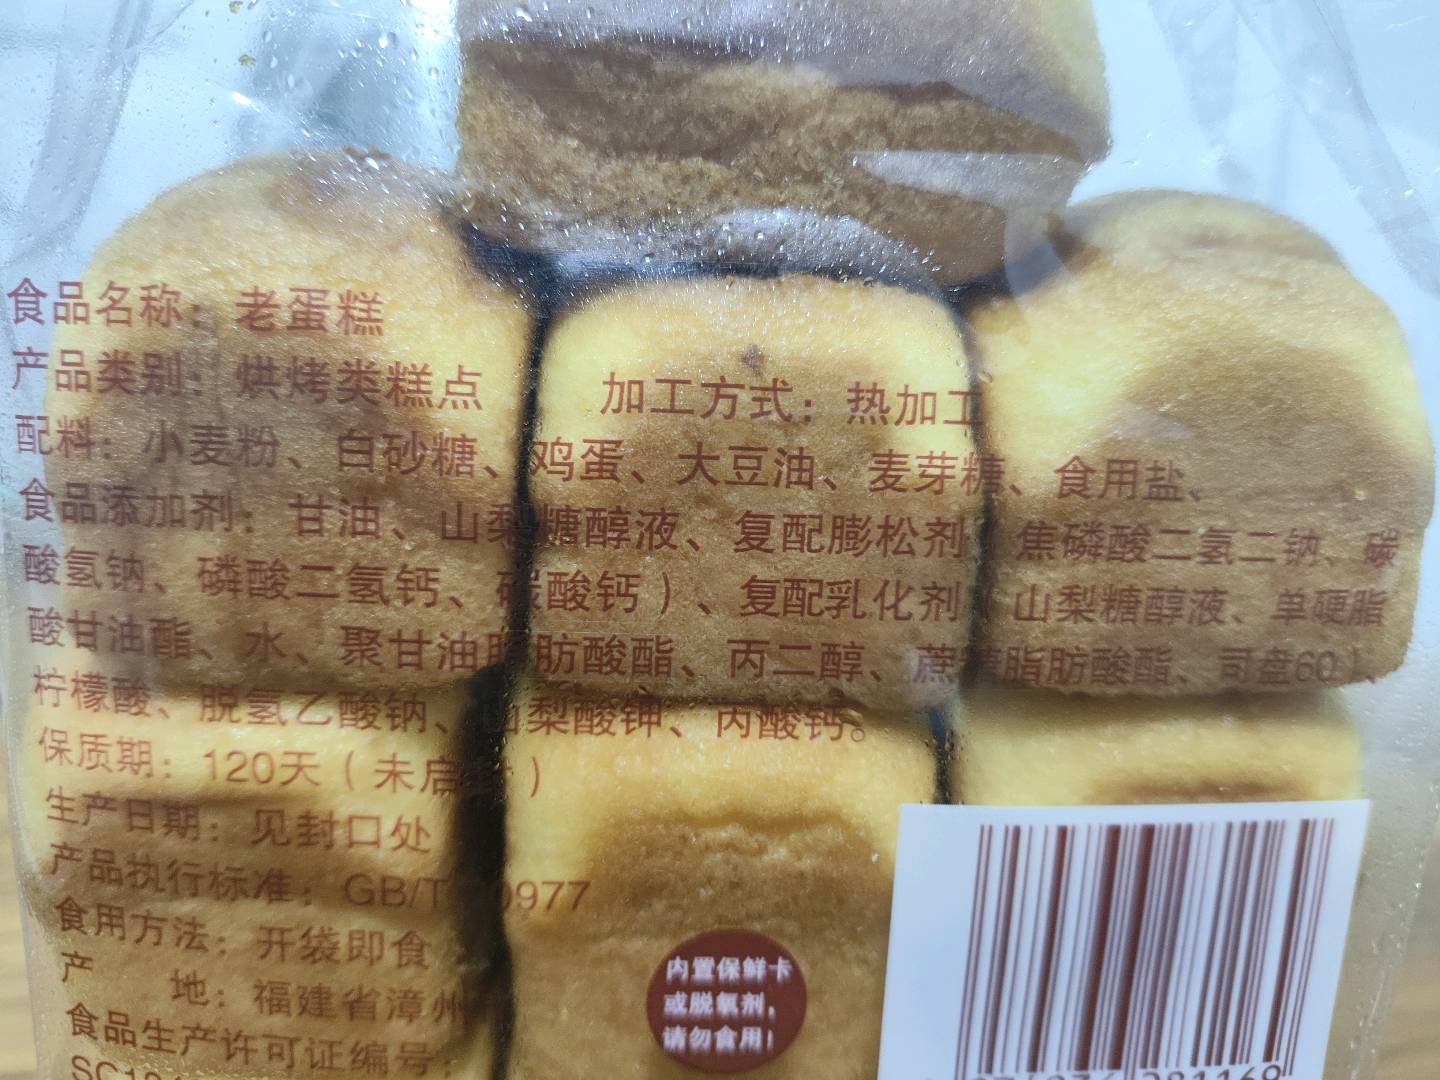 食品名称：老蛋糕
产品类别：烘烤类糕点 加工方式：热加工
配料：小麦粉、白砂糖、鸡蛋、大豆油、麦芽糖、食用盐、
食品添加剂：甘油、山梨糖醇液、复配膨松剂 焦磷酸二氢二钠、碳
酸氢钠、磷酸二氢钙、碳酸钙）、复配乳化剂 山梨糖醇液、单硬脂
酸甘油酯、水、聚甘油脂肪酸酯、丙二醇、蔗糖脂肪酸酯、司盘60）、
柠檬酸、脱氢乙酸钠、山梨酸钾、丙酸钙。
保质期：120天（未启 ）
生产日期：见封口处
产品执行标准：GB/T 0977
食用方法：开袋即食
产 地：福建省漳州
食品生产许可证编号：
内置保鲜卡
或脱氧剂，
请勿食用！